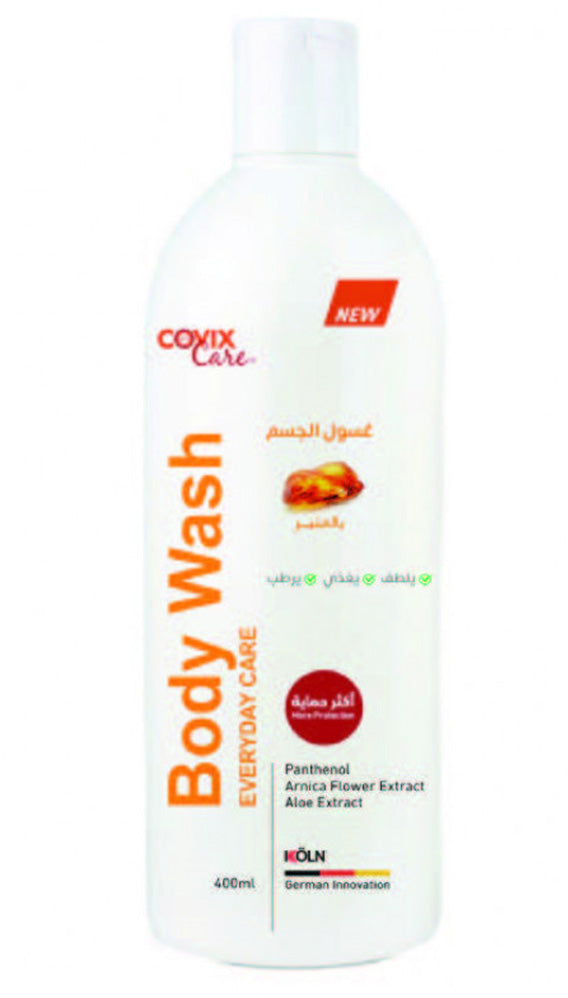 NEW
COVIX
Care
غسول الجسم
بالعنبر
ينظف يغذي يرطب
Body Wash
EVERYDAY CARE
أكثر حماية
More Protection
Panthenol
Arnica Flower Extract
Aloe Extract
KÖLN
German Innovation
400ml